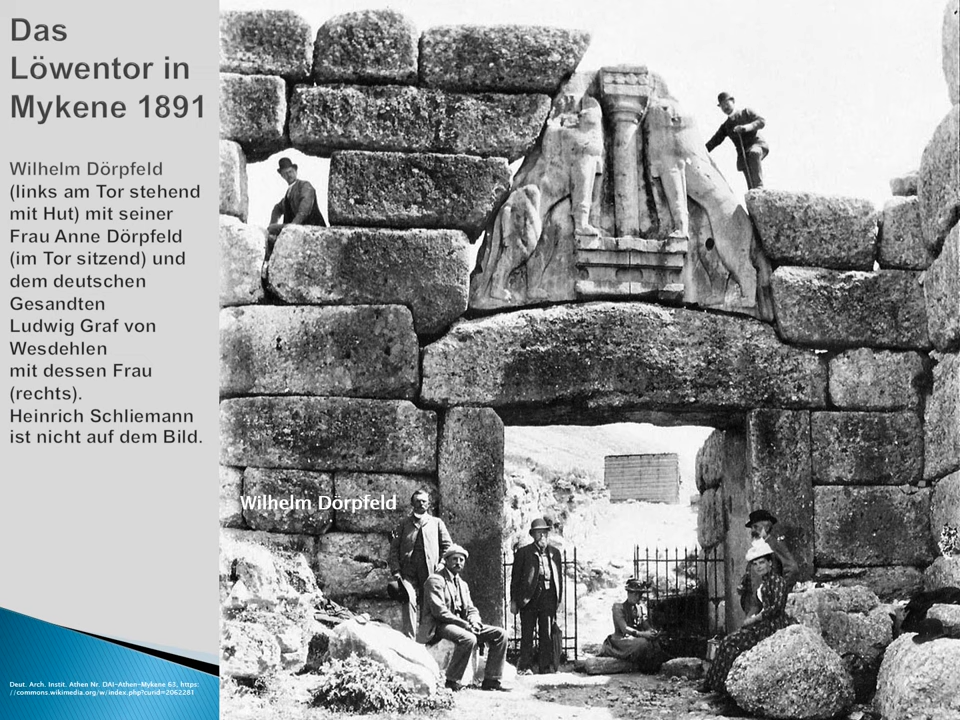 Das
Löwentor in
Mykene 1891
Wilhelm Dörpfeld
(links am Tor stehend
mit Hut) mit seiner
Frau Anne Dörpfeld
(im Tor sitzend) und
dem deutschen
Gesandten
Ludwig Graf von
Wesdehlen
mit dessen Frau
(rechts).
Heinrich Schliemann
ist nicht auf dem Bild.
Wilhelm Dörpfeld
Deut. Arch. Instit. Athen Nr. DAI-Athen-Mykene 63, https:
//commons.wikimedia.org/w/index.php?curid=2062281